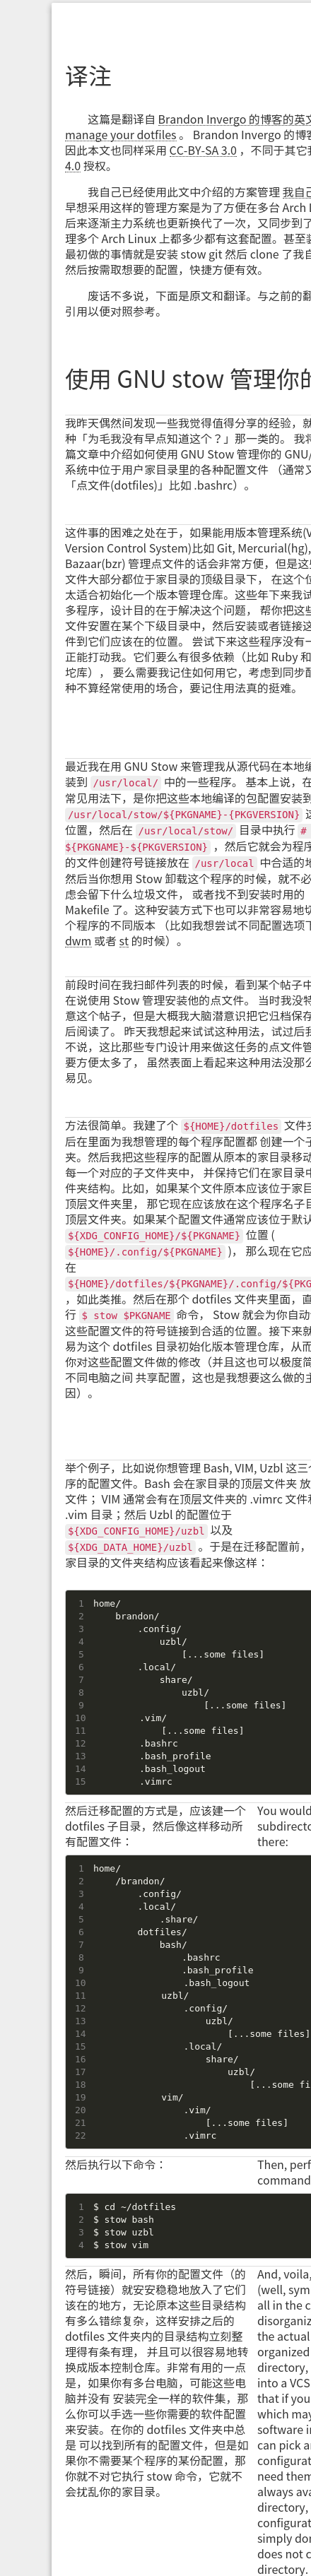 译注
这篇是翻译自 Brandon Invergo 的博客的英文
manage your dotfiles 。 Brandon Invergo 的博客
因此本文也同样采用 CC-BY-SA 3.0 ，不同于其它我
4.0 授权。
我自己已经使用此文中介绍的方案管理 我自己
早想采用这样的管理方案是为了方便在多台 Arch L
后来逐渐主力系统也更新换代了一次，又同步到了
理多个 Arch Linux 上都多少都有这套配置。甚至装
最初做的事情就是安装 stow git 然后 clone 了我自
然后按需取想要的配置，快捷方便有效。
废话不多说，下面是原文和翻译。与之前的翻
引用以便对照参考。
使用 GNU stow 管理你的
我昨天偶然间发现一些我觉得值得分享的经验，就
种「为毛我没有早点知道这个？」那一类的。 我将
篇文章中介绍如何使用 GNU Stow 管理你的 GNU/
系统中位于用户家目录里的各种配置文件 （通常又
「点文件(dotfiles)」比如 .bashrc）。
这件事的困难之处在于，如果能用版本管理系统(V
Version Control System)比如 Git, Mercurial(hg),
Bazaar(bzr) 管理点文件的话会非常方便，但是这些
文件大部分都位于家目录的顶级目录下， 在这个位
太适合初始化一个版本管理仓库。这些年下来我试
多程序，设计目的在于解决这个问题， 帮你把这些
文件安置在某个下级目录中，然后安装或者链接这
件到它们应该在的位置。 尝试下来这些程序没有一
正能打动我。它们要么有很多依赖（比如 Ruby 和
坨库）， 要么需要我记住如何用它，考虑到同步配
种不算经常使用的场合，要记住用法真的挺难。
最近我在用 GNU Stow 来管理我从源代码在本地编
装到 /usr/local/ 中的一些程序。 基本上说，在
常见用法下，是你把这些本地编译的包配置安装到
/usr/local/stow/${PKGNAME}-{PKGVERSION} 这
位置，然后在 /usr/local/stow/ 目录中执行 #
${PKGNAME}-${PKGVERSION} ，然后它就会为程序
的文件创建符号链接放在 /usr/local 中合适的地
然后当你想用 Stow 卸载这个程序的时候，就不必
虑会留下什么垃圾文件， 或者找不到安装时用的
Makefile 了。这种安装方式下也可以非常容易地切
个程序的不同版本 （比如我想尝试不同配置选项下
dwm 或者 st 的时候）。
前段时间在我扫邮件列表的时候，看到某个帖子中
在说使用 Stow 管理安装他的点文件。 当时我没特
意这个帖子，但是大概我大脑潜意识把它归档保存
后阅读了。 昨天我想起来试试这种用法，试过后我
不说，这比那些专门设计用来做这任务的点文件管
要方便太多了， 虽然表面上看起来这种用法没那么
易见。
方法很简单。我建了个 ${HOME}/dotfiles 文件夹
后在里面为我想管理的每个程序配置都 创建一个子
夹。然后我把这些程序的配置从原本的家目录移动
每一个对应的子文件夹中， 并保持它们在家目录中
件夹结构。比如，如果某个文件原本应该位于家目
顶层文件夹里， 那它现在应该放在这个程序名子目
顶层文件夹。如果某个配置文件通常应该位于默认
${XDG_CONFIG_HOME}/${PKGNAME} 位置 (
${HOME}/.config/${PKGNAME} )， 那么现在它应
在
${HOME}/dotfiles/${PKGNAME}/.config/${PKG
，如此类推。然后在那个 dotfiles 文件夹里面，直
行 $ stow $PKGNAME 命令， Stow 就会为你自动
这些配置文件的符号链接到合适的位置。接下来就
易为这个 dotfiles 目录初始化版本管理仓库，从而
你对这些配置文件做的修改（并且这也可以极度简
不同电脑之间 共享配置，这也是我想要这么做的主
因）。
举个例子，比如说你想管理 Bash, VIM, Uzbl 这三个
序的配置文件。Bash 会在家目录的顶层文件夹 放
文件； VIM 通常会有在顶层文件夹的 .vimrc 文件和
.vim 目录；然后 Uzbl 的配置位于
${XDG_CONFIG_HOME}/uzbl 以及
${XDG_DATA_HOME}/uzbl 。于是在迁移配置前，
家目录的文件夹结构应该看起来像这样：
1 home/
2 brandon/
3 .config/
4 uzbl/
5 [...some files]
6 .local/
7 share/
8 uzbl/
9 [...some files]
10 .vim/
11 [...some files]
12 .bashrc
13 .bash_profile
14 .bash_logout
15 .vimrc
然后迁移配置的方式是，应该建一个
dotfiles 子目录，然后像这样移动所
有配置文件：
You would
subdirecto
there:
1 home/
2 /brandon/
3 .config/
4 .local/
5 .share/
6 dotfiles/
7 bash/
8 .bashrc
9 .bash_profile
10 .bash_logout
11 uzbl/
12 .config/
13 uzbl/
14 [...some files]
15 .local/
16 share/
17 uzbl/
18 [...some fi
19 vim/
20 .vim/
21 [...some files]
22 .vimrc
然后执行以下命令：
Then, perf
command
1 $ cd ~/dotfiles
2 $ stow bash
3 $ stow uzbl
4 $ stow vim
然后，瞬间，所有你的配置文件（的
符号链接）就安安稳稳地放入了它们
该在的地方，无论原本这些目录结构
有多么错综复杂，这样安排之后的
dotfiles 文件夹内的目录结构立刻整
理得有条有理， 并且可以很容易地转
换成版本控制仓库。非常有用的一点
是，如果你有多台电脑，可能这些电
脑并没有 安装完全一样的软件集，那
么你可以手选一些你需要的软件配置
来安装。在你的 dotfiles 文件夹中总
是 可以找到所有的配置文件，但是如
果你不需要某个程序的某份配置，那
你就不对它执行 stow 命令，它就不
会扰乱你的家目录。
And, voila,
(well, sym
all in the c
disorganiz
the actual
organized
directory,
into a VCS
that if you
which may
software in
can pick a
configurat
need them
always ava
directory,
configurat
simply don
does not c
directory.